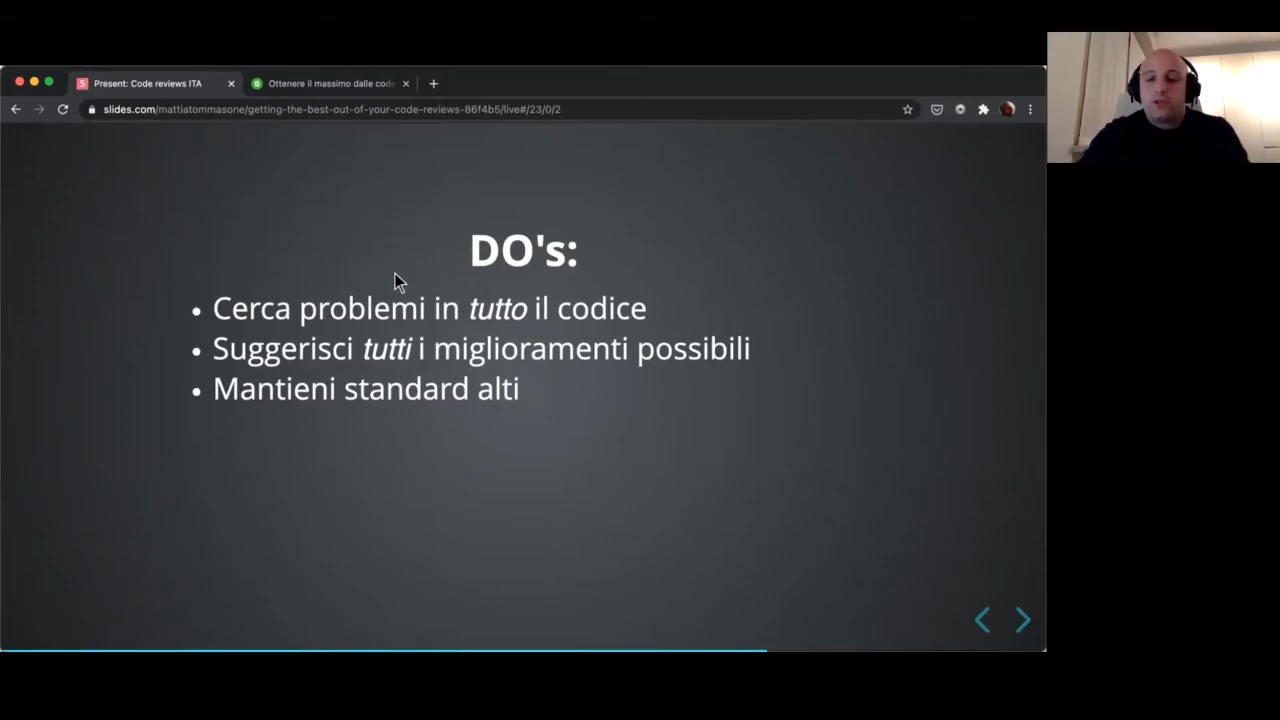 Present: Code reviews ITA
Ottenere il massimo dalle code
slides.com/mattiatommasone/getting-the-best-out-of-your-code-reviews-86f4b5/live#/23/0/2
DO's:
• Cerca problemi in tutto il codice
• Suggerisci tutti i miglioramenti possibili
• Mantieni standard alti